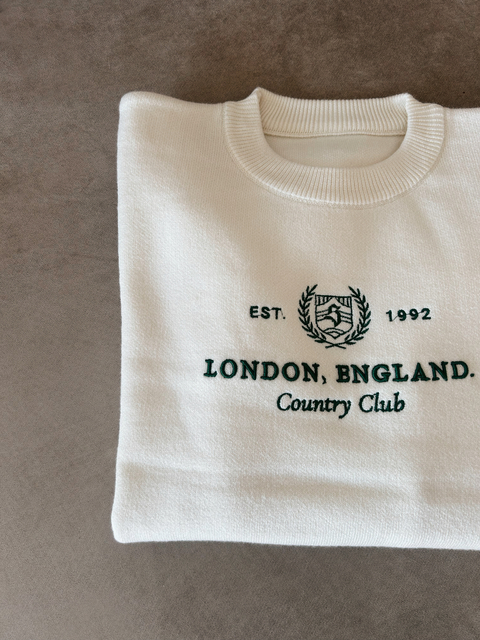 EST. 1992
LONDON, ENGLAND.
Country Club